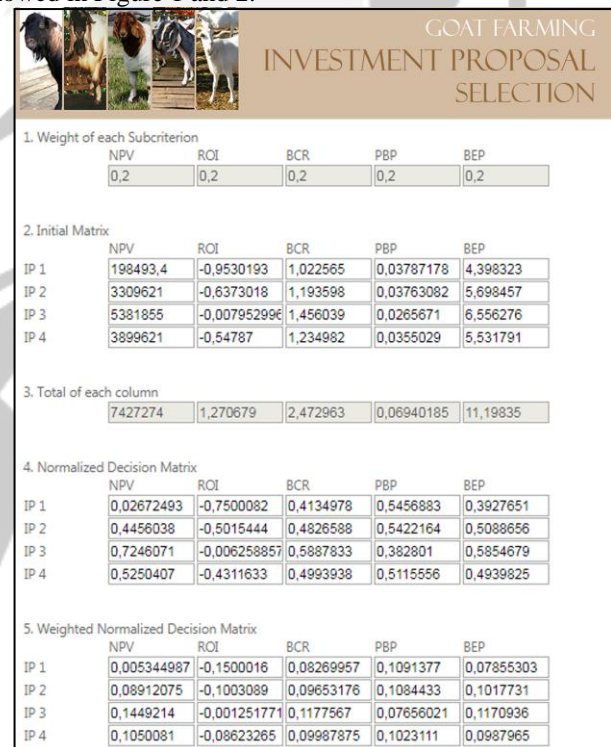 lowed in Figure 1 and 2.
GOAT FARMING
INVESTMENT PROPOSAL
SELECTION
1. Weight of each Subcriterion
NPV ROI BCR PBP BEP
0,2 0,2 0,2 0,2 0,2
2. Initial Matrix
NPV ROI BCR PBP BEP
IP 1 198493,4 -0,9530193 1,022565 0,03787178 4,398323
IP 2 3309621 -0,6373018 1,193598 0,03763082 5,698457
IP 3 5381855 -0,007952996 1,456039 0,0265671 6,556276
IP 4 3899621 -0,54787 1,234982 0,0355029 5,531791
3. Total of each column
7427274 1,270679 2,472963 0,06940185 11,19835
4. Normalized Decision Matrix
NPV ROI BCR PBP BEP
IP 1 0,02672493 -0,7500082 0,4134978 0,5456883 0,3927651
IP 2 0,4456038 -0,5015444 0,4826588 0,5422164 0,5088656
IP 3 0,7246071 -0,006258857 0,5887833 0,382801 0,5854679
IP 4 0,5250407 -0,4311633 0,4993938 0,5115556 0,4939825
5. Weighted Normalized Decision Matrix
NPV ROI BCR PBP BEP
IP 1 0,005344987 -0,1500016 0,08269957 0,1091377 0,07855303
IP 2 0,08912075 -0,1003089 0,09653176 0,1084433 0,1017731
IP 3 0,1449214 -0,001251771 0,1177567 0,07656021 0,1170936
IP 4 0,1050081 -0,08623265 0,09987875 0,1023111 0,0987965